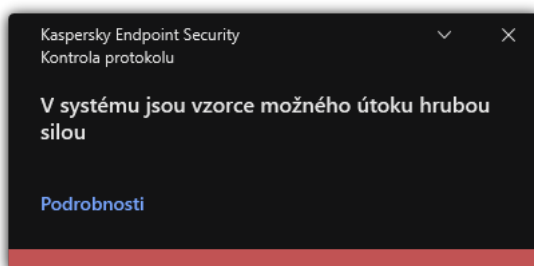 Kaspersky Endpoint Security
Kontrola protokolu
V systému jsou vzorce možného útoku hrubou
silou
Podrobnosti